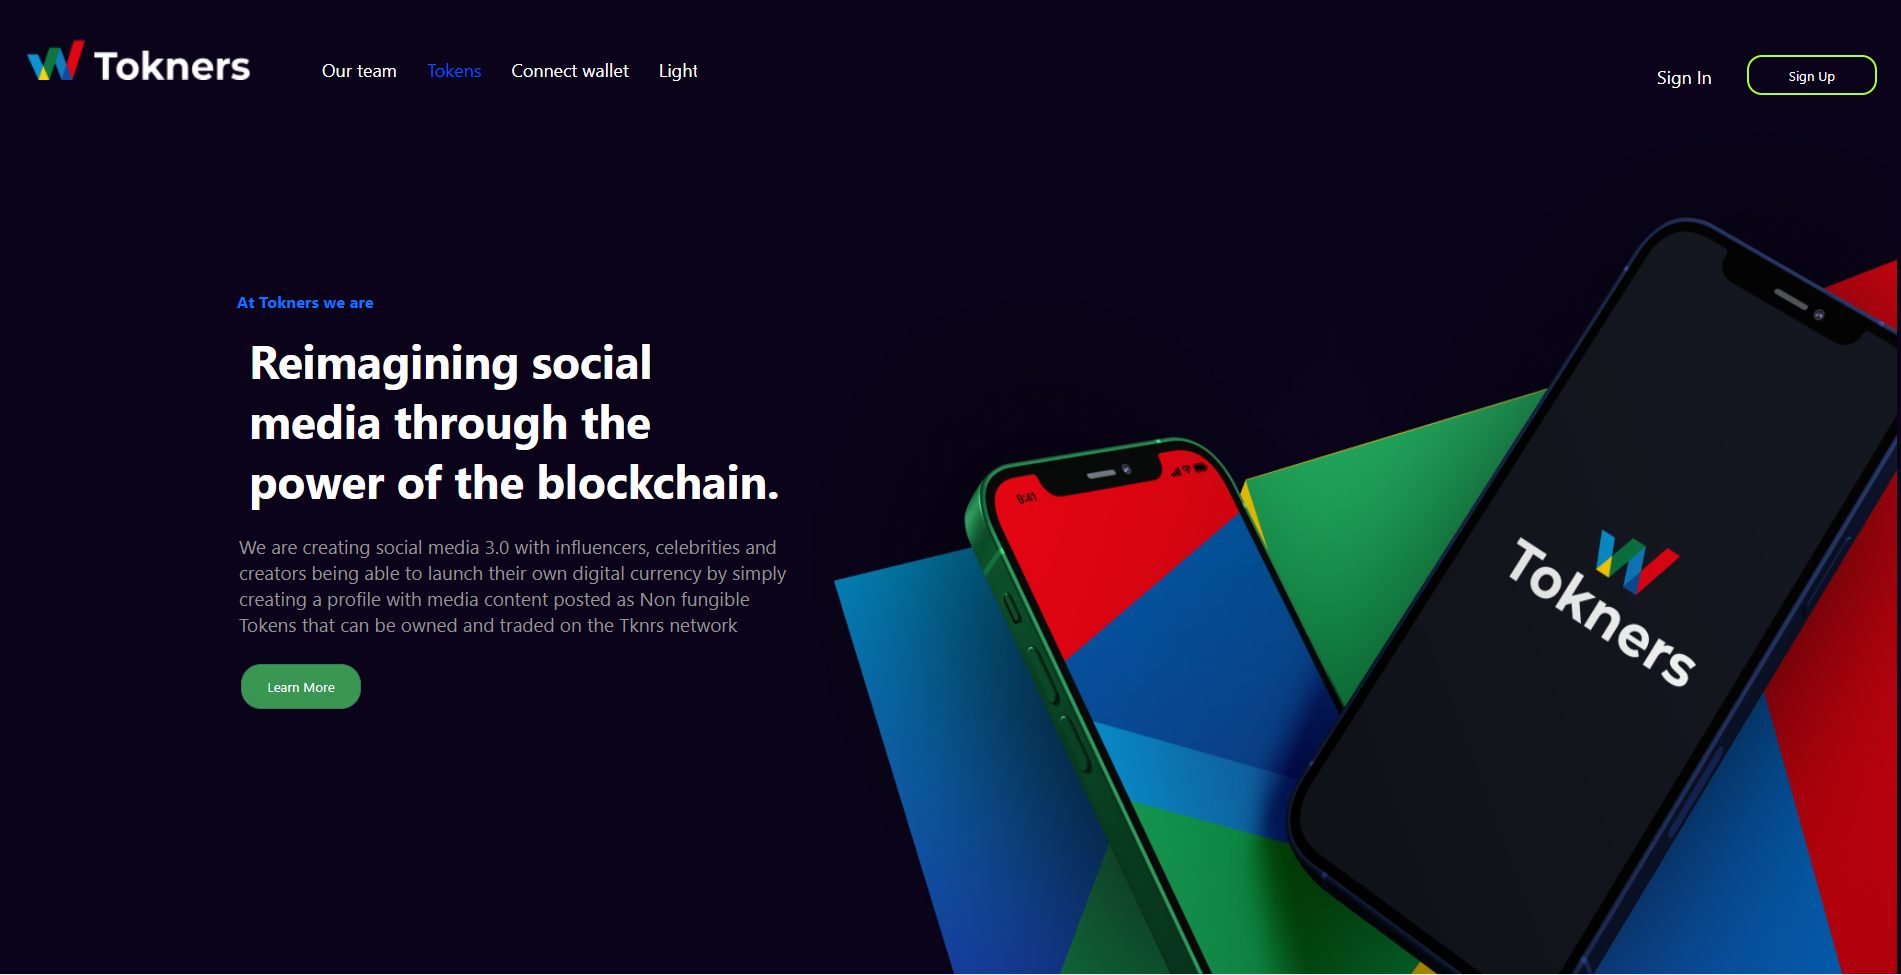 Tokners
Our team
Tokens
Connect wallet
Light
Sign In
Sign Up
At Tokners we are
Reimagining social
media through the
power of the blockchain.
We are creating social media 3.0 with influencers, celebrities and
creators being able to launch their own digital currency by simply
creating a profile with media content posted as Non fungible
Tokens that can be owned and traded on the Tknrs network
Learn More
9:41
Tokners